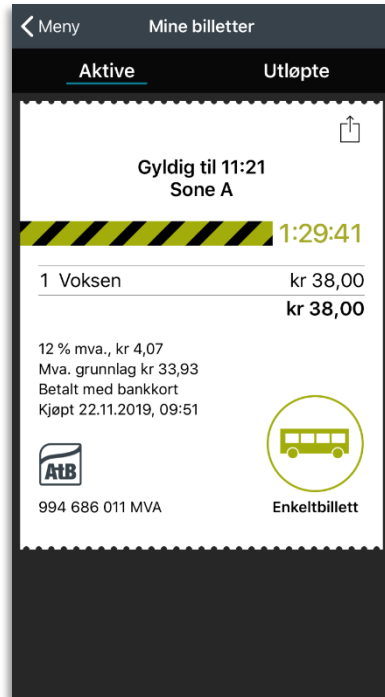 Meny Mine billetter
Aktive Utløpte
Gyldig til 11:21
Sone A
1:29:41
1 Voksen kr 38,00
kr 38,00
12 % mva., kr 4,07
Mva. grunnlag kr 33,93
Betalt med bankkort
Kjøpt 22.11.2019, 09:51
AtB
994 686 011 MVA Enkeltbillett